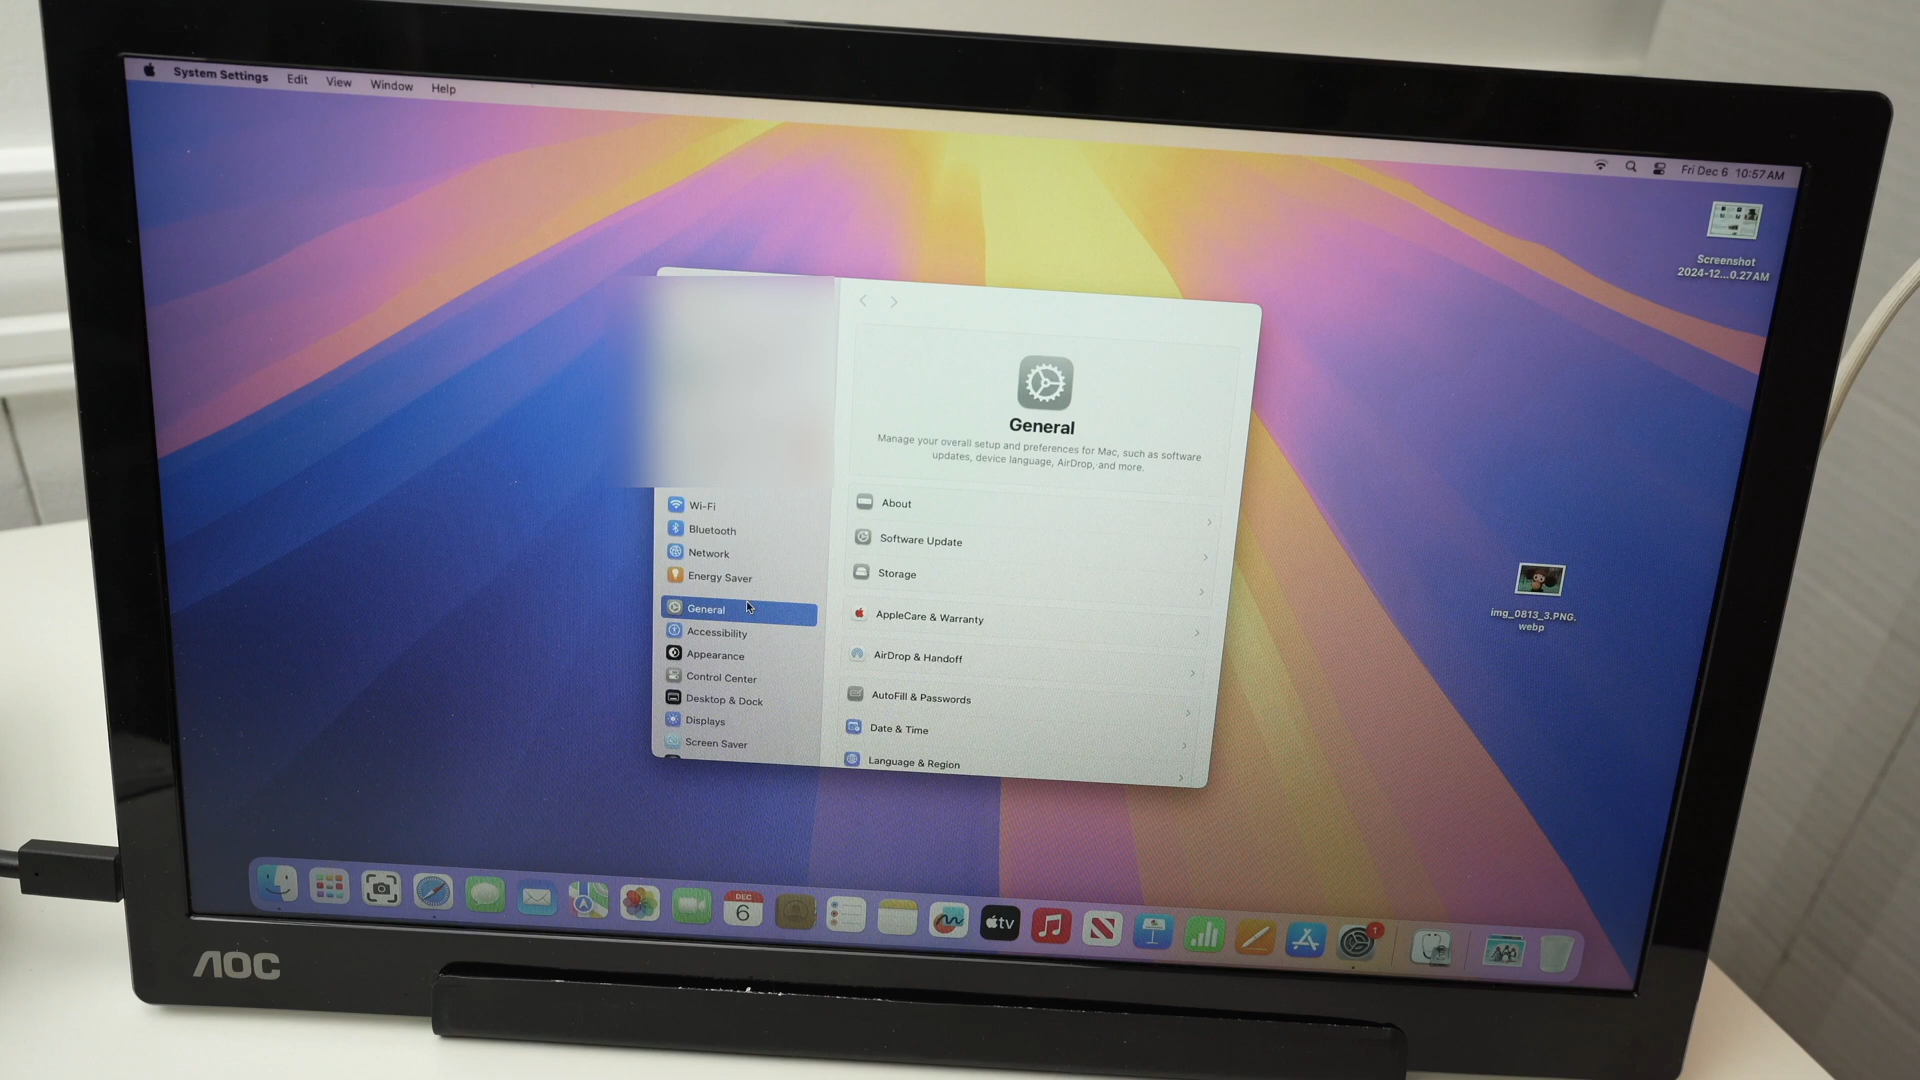 System Settings Edit View Window Help
Fri Dec 6 10:57 AM
Screenshot
2024-12...0.27 AM
General
Manage your overall setup and preferences for Mac, such as software
updates, device language, AirDrop, and more.
Wi-Fi
Bluetooth
Network
Energy Saver
General
Accessibility
Appearance
Control Center
Desktop & Dock
Displays
Screen Saver
About
Software Update
Storage
AppleCare & Warranty
AirDrop & Handoff
AutoFill & Passwords
Date & Time
Language & Region
img_0813_3.PNG.
webp
DEC
6
tv
1
AOC